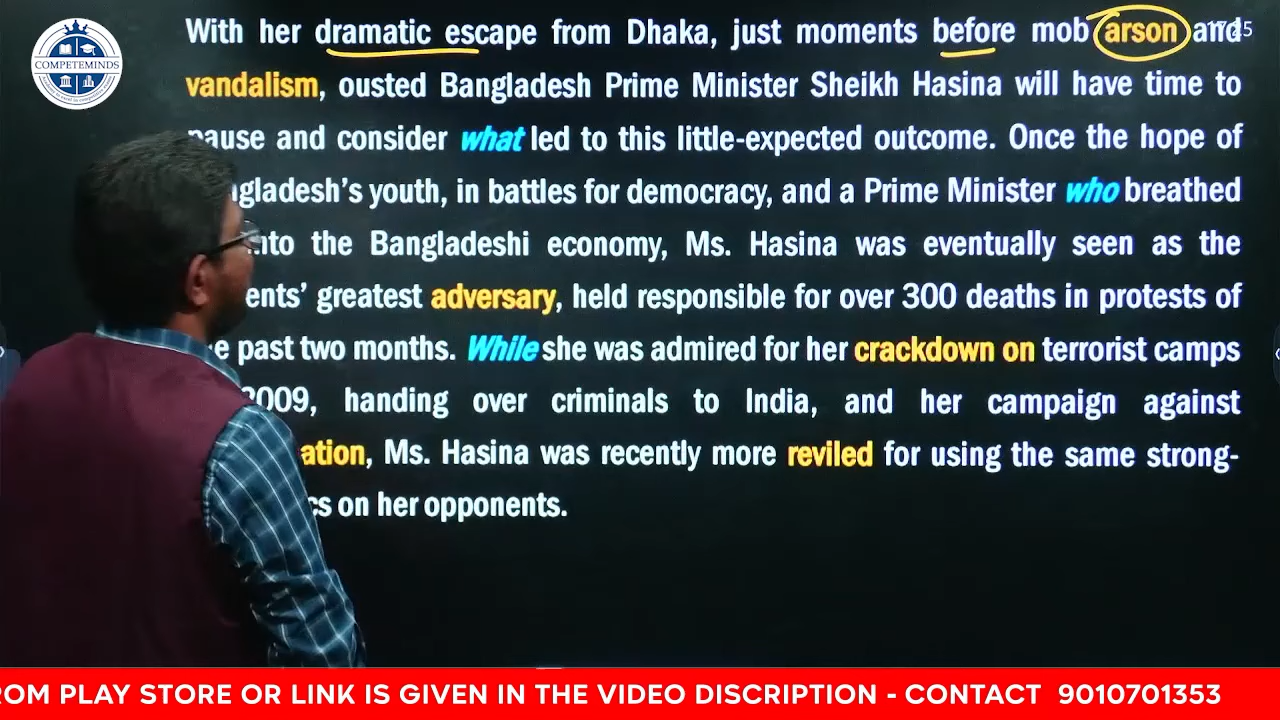 COMPETEMINDS
With her dramatic escape from Dhaka, just moments before mob arson and
vandalism, ousted Bangladesh Prime Minister Sheikh Hasina will have time to
pause and consider what led to this little-expected outcome. Once the hope of
ngladesh's youth, in battles for democracy, and a Prime Minister who breathed
nto the Bangladeshi economy, Ms. Hasina was eventually seen as the
ents' greatest adversary, held responsible for over 300 deaths in protests of
e past two months. While she was admired for her crackdown on terrorist camps
2009, handing over criminals to India, and her campaign against
ation, Ms. Hasina was recently more reviled for using the same strong-
cs on her opponents.
ROM PLAY STORE OR LINK IS GIVEN IN THE VIDEO DISCRIPTION - CONTACT 9010701353